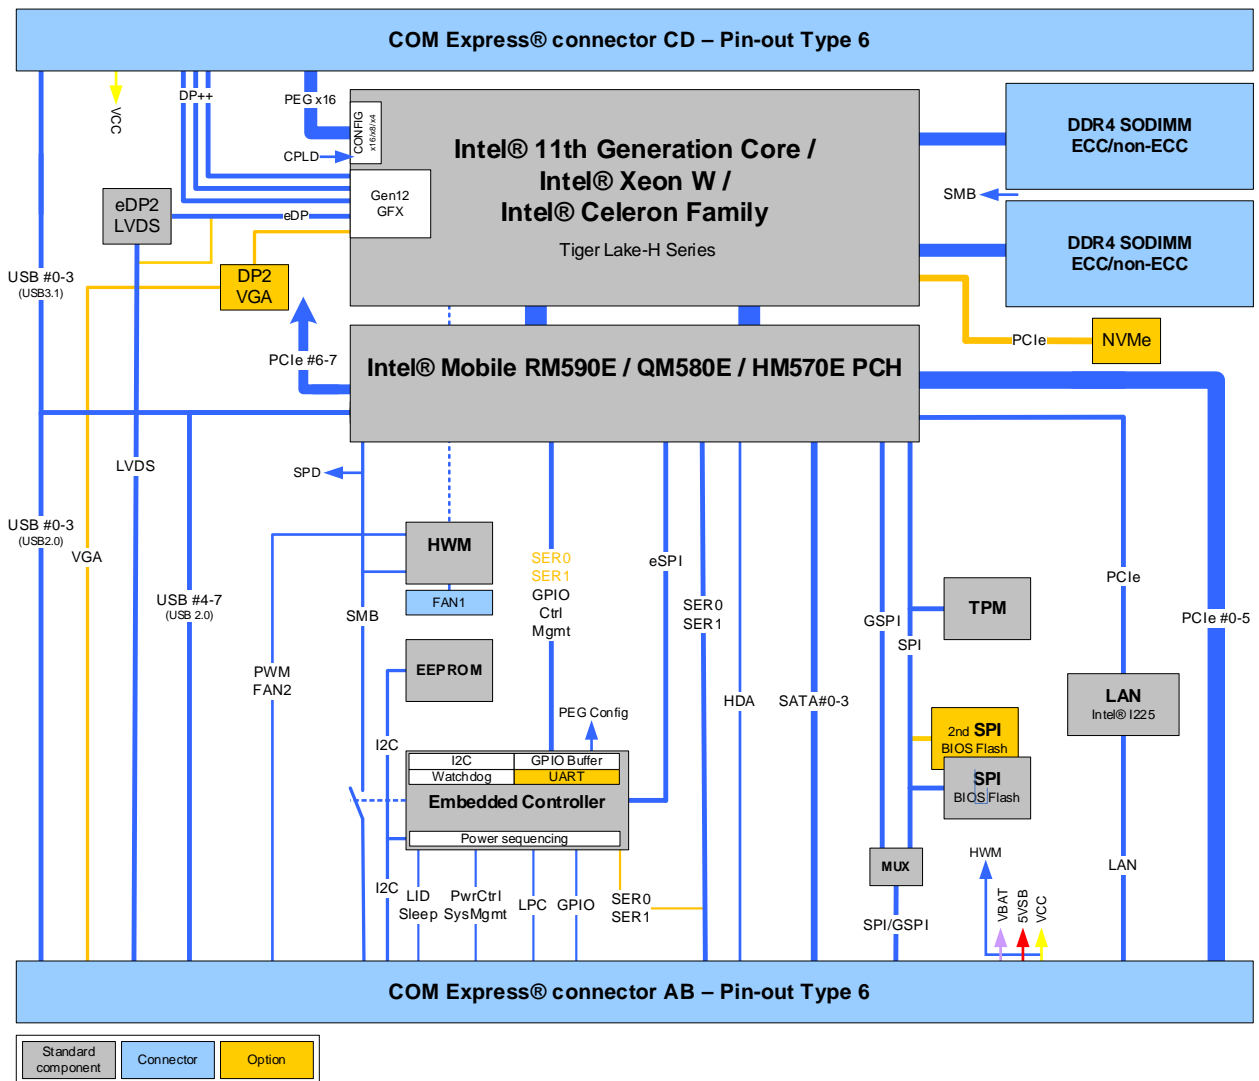 COM Express® connector CD – Pin-out Type 6
DP++
VCC
PEG x16
CONFIG
x16/x8/x4
CPLD
Intel® 11th Generation Core /
Intel® Xeon W /
Intel® Celeron Family
Tiger Lake-H Series
Gen12
GFX
DDR4 SODIMM
ECC/non-ECC
SMB
DDR4 SODIMM
ECC/non-ECC
eDP2
LVDS
eDP
USB #0-3
(USB3.1)
DP2
VGA
PCIe #6-7
PCIe
NVMe
Intel® Mobile RM590E / QM580E / HM570E PCH
LVDS
SPD
USB #0-3
(USB2.0)
VGA
HWM
FAN1
SER0
SER1
GPIO
Ctrl
Mgmt
eSPI
USB #4-7
(USB 2.0)
SMB
SER0
SER1
GSPI
SPI
TPM
PCIe
PCIe #0-5
EEPROM
PWM
FAN2
PEG Config
HDA
SATA#0-3
LAN
Intel® I225
2nd SPI
BIOS Flash
SPI
BIOS Flash
I2C
I2C
GPIO Buffer
Watchdog
UART
Embedded Controller
Power sequencing
MUX
HWM
LAN
I2C
LID
Sleep
PwrCtrl
SysMgmt
LPC
GPIO
SER0
SER1
SPI/GSPI
VBAT
5VSB
VCC
COM Express® connector AB – Pin-out Type 6
Standard
component
Connector
Option